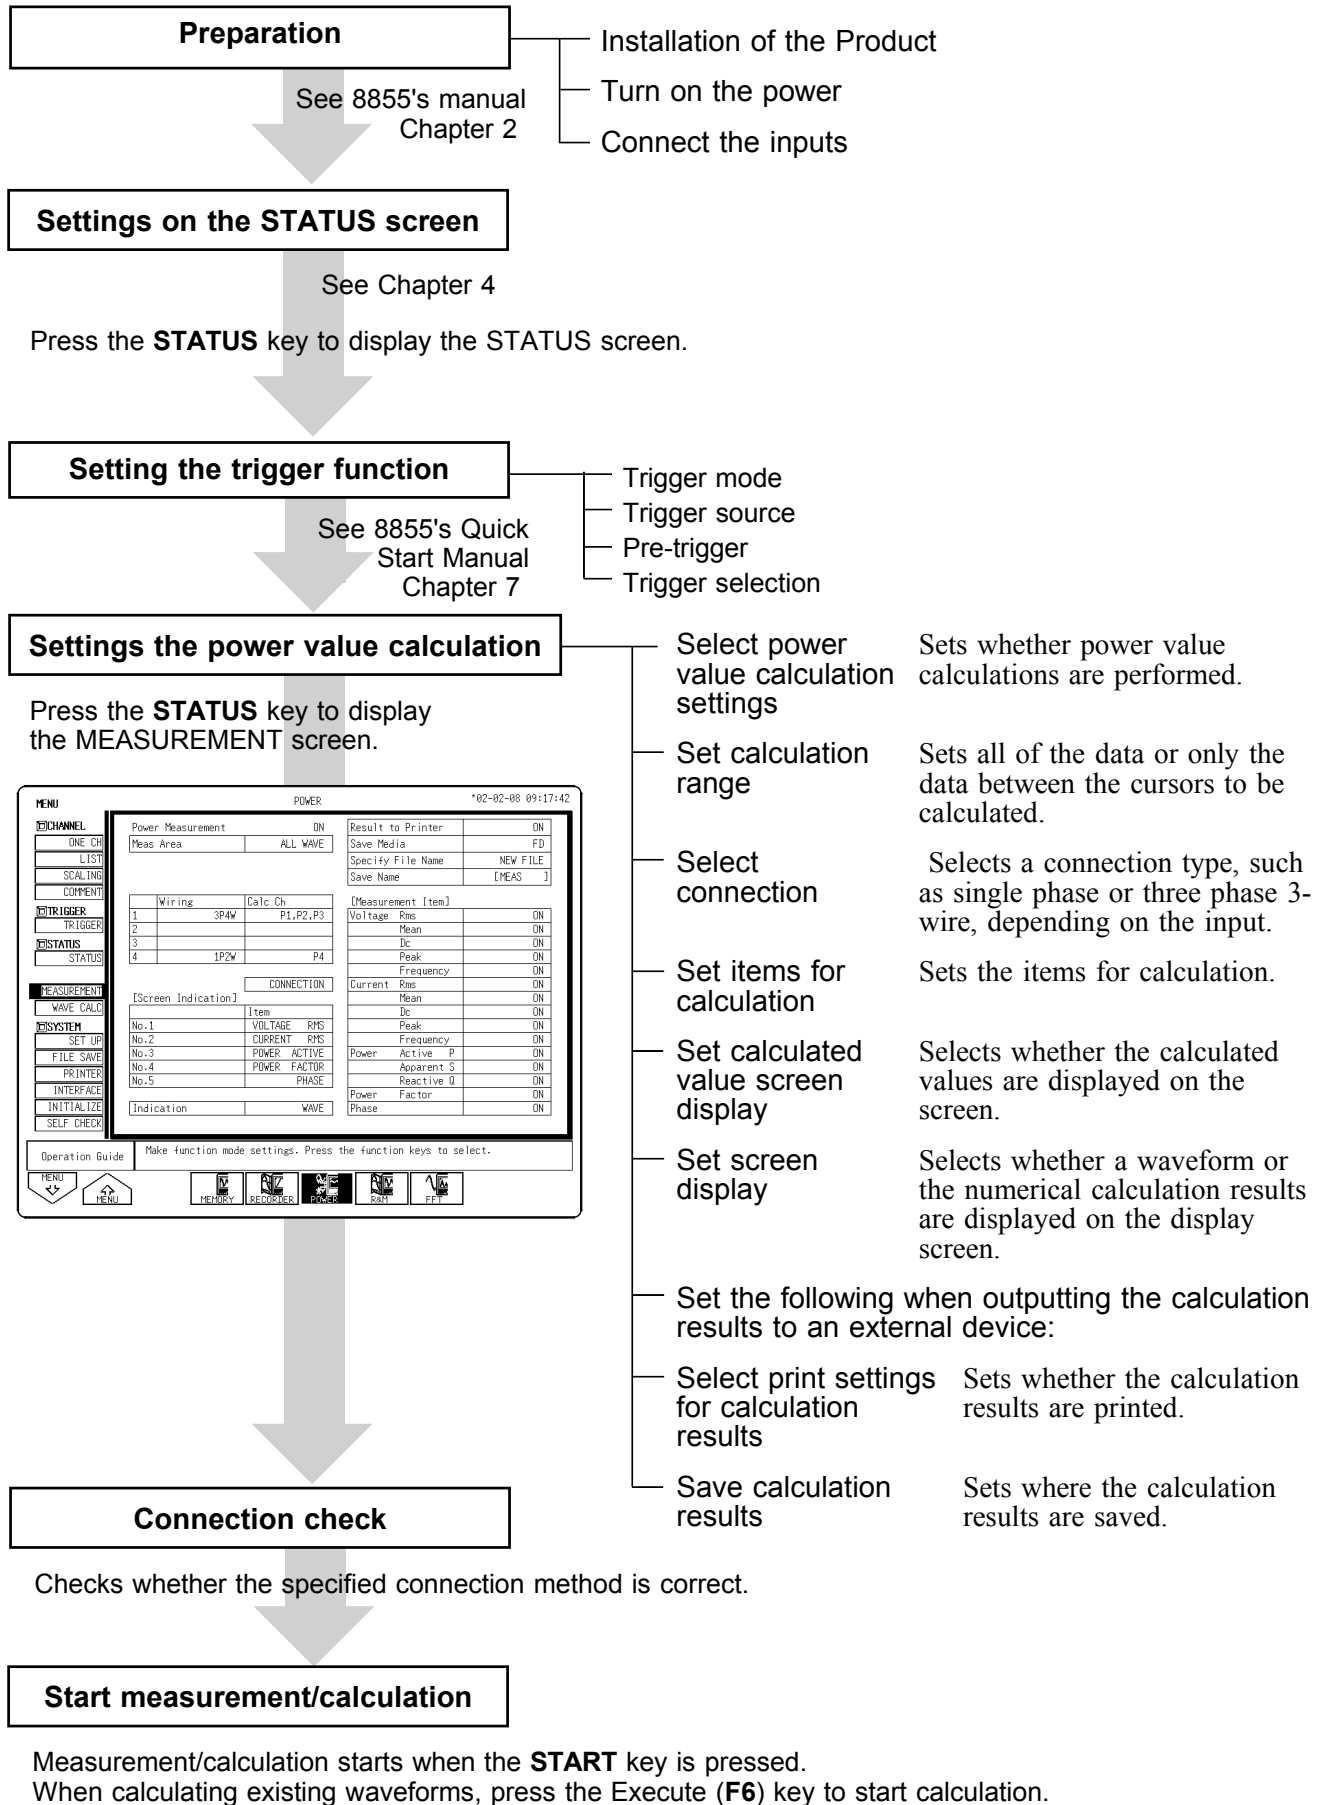 Preparation
Installation of the Product
Turn on the power
Connect the inputs
See 8855's manual
Chapter 2
Settings on the STATUS screen
See Chapter 4
Press the STATUS key to display the STATUS screen.
Setting the trigger function
Trigger mode
Trigger source
Pre-trigger
Trigger selection
See 8855's Quick
Start Manual
Chapter 7
Settings the power value calculation
Press the STATUS key to display
the MEASUREMENT screen.
MENU POWER '02-02-08 09:17:42
CHANNEL
ONE CH
LIST
SCALING
COMMENT
TRIGGER
TRIGGER
STATUS
STATUS
MEASUREMENT
WAVE CALC
SYSTEM
SET UP
FILE SAVE
PRINTER
INTERFACE
INITIALIZE
SELF CHECK
Power Measurement ON
Meas Area ALL WAVE
Wiring Calc Ch
1 3P4W P1,P2,P3
2
3
4 1P2W P4
CONNECTION
[Screen Indication]
Item
No.1 VOLTAGE RMS
No.2 CURRENT RMS
No.3 POWER ACTIVE
No.4 POWER FACTOR
No.5 PHASE
Indication WAVE
Result to Printer ON
Save Media FD
Specify File Name NEW FILE
Save Name [MEAS ]
[Measurement Item]
Voltage Rms ON
Mean ON
Dc ON
Peak ON
Frequency ON
Current Rms ON
Mean ON
Dc ON
Peak ON
Frequency ON
Power Active P ON
Apparent S ON
Reactive Q ON
Power Factor ON
Phase ON
Operation Guide Make function mode settings. Press the function keys to select.
MENU
MENU
MEMORY RECORDER POWER R&M FFT
Select power
value calculation
settings
Sets whether power value
calculations are performed.
Set calculation
range
Sets all of the data or only the
data between the cursors to be
calculated.
Select
connection
Selects a connection type, such
as single phase or three phase 3-
wire, depending on the input.
Set items for
calculation
Sets the items for calculation.
Set calculated
value screen
display
Selects whether the calculated
values are displayed on the
screen.
Set screen
display
Selects whether a waveform or
the numerical calculation results
are displayed on the display
screen.
Set the following when outputting the calculation
results to an external device:
Select print settings
for calculation
results
Sets whether the calculation
results are printed.
Save calculation
results
Sets where the calculation
results are saved.
Connection check
Checks whether the specified connection method is correct.
Start measurement/calculation
Measurement/calculation starts when the START key is pressed.
When calculating existing waveforms, press the Execute (F6) key to start calculation.